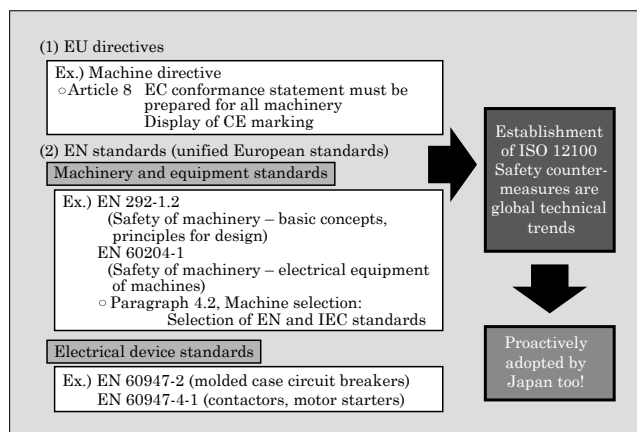 (1) EU directives
Ex.) Machine directive
○Article 8 EC conformance statement must be
prepared for all machinery
Display of CE marking
(2) EN standards (unified European standards)
Machinery and equipment standards
Ex.) EN 292-1.2
(Safety of machinery – basic concepts,
principles for design)
EN 60204-1
(Safety of machinery – electrical equipment
of machines)
○ Paragraph 4.2, Machine selection:
Selection of EN and IEC standards
Electrical device standards
Ex.) EN 60947-2 (molded case circuit breakers)
EN 60947-4-1 (contactors, motor starters)
Establishment
of ISO 12100
Safety counter-
measures are
global technical
trends
Proactively
adopted by
Japan too!